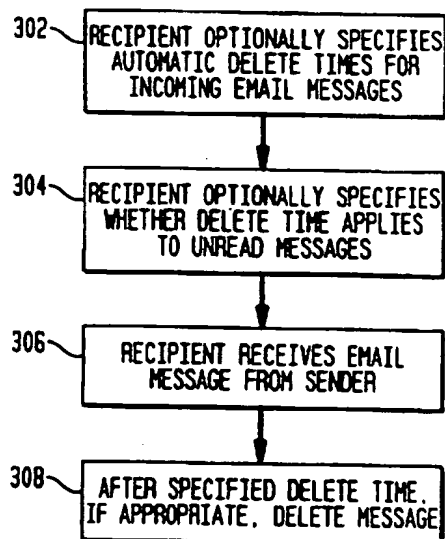 302
RECIPIENT OPTIONALLY SPECIFIES
AUTOMATIC DELETE TIMES FOR
INCOMING EMAIL MESSAGES
304
RECIPIENT OPTIONALLY SPECIFIES
WHETHER DELETE TIME APPLIES
TO UNREAD MESSAGES
306
RECIPIENT RECEIVES EMAIL
MESSAGE FROM SENDER
308
AFTER SPECIFIED DELETE TIME,
IF APPROPRIATE, DELETE MESSAGE